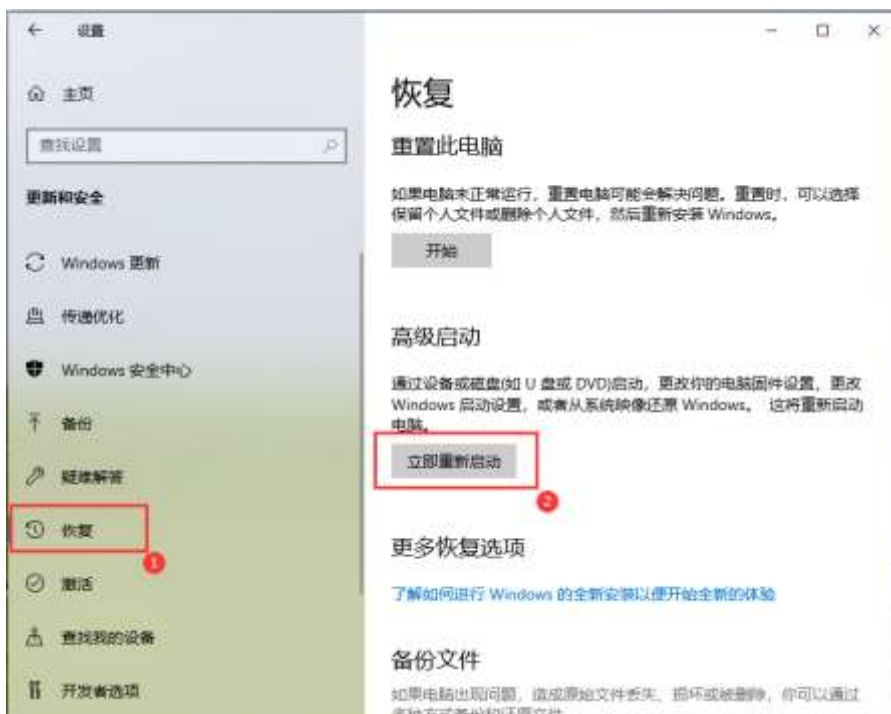 设置
主页
查找设置
更新和安全
Windows 更新
传递优化
Windows 安全中心
备份
疑难解答
恢复
1
激活
查找我的设备
开发者选项
恢复
重置此电脑
如果电脑未正常运行，重置电脑可能会解决问题。重置时，可以选择
保留个人文件或删除个人文件，然后重新安装 Windows。
开始
高级启动
通过设备或磁盘(如 U 盘或 DVD)启动，更改你的电脑固件设置，更改
Windows 启动设置，或者从系统映像还原 Windows。 这将重新启动
电脑。
立即重新启动
2
更多恢复选项
了解如何进行 Windows 的全新安装以便开始全新的体验
备份文件
如果电脑出现问题，造成原始文件丢失、损坏或被删除，你可以通过